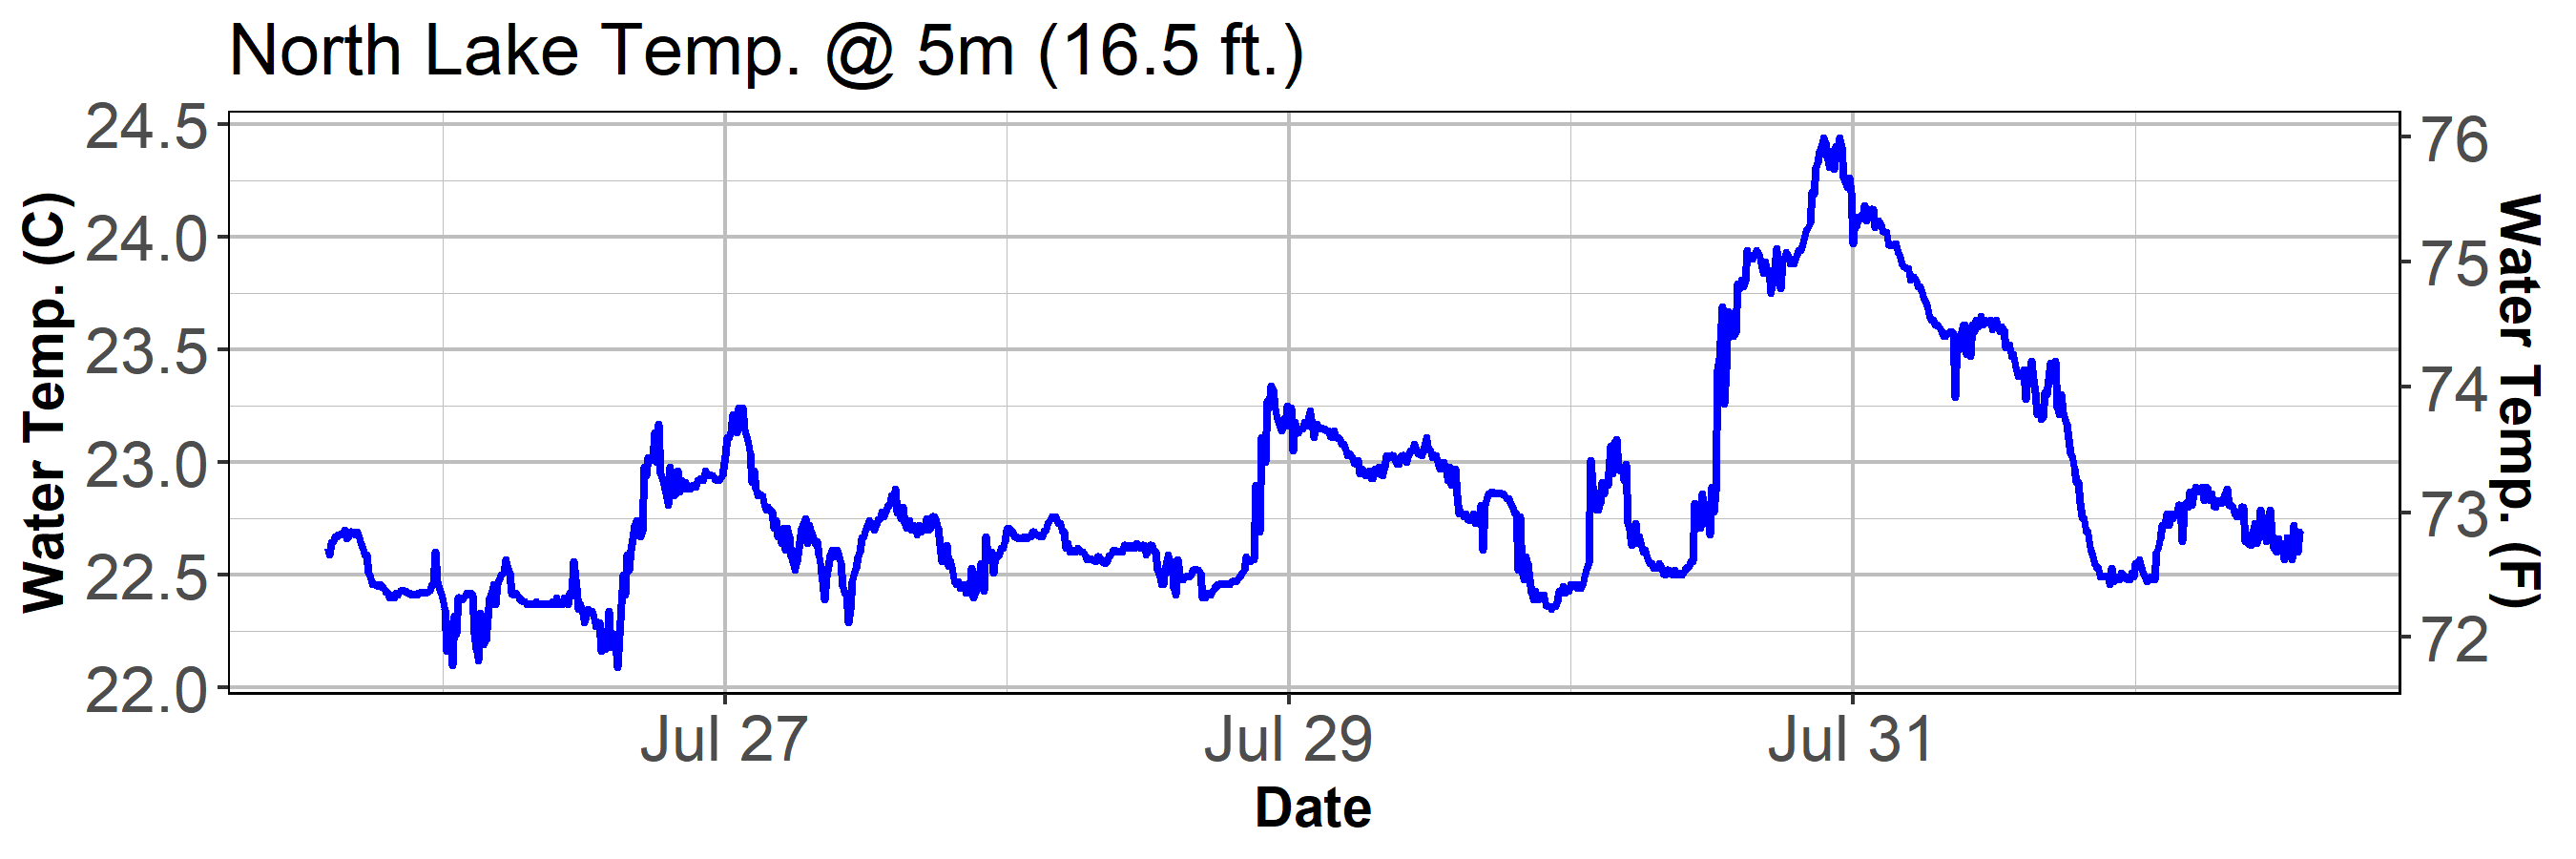 North Lake Temp. @ 5m (16.5 ft.)
Water Temp. (C)
24.5
24.0
23.5
23.0
22.5
22.0
76
75
74
73
72
Water Temp. (F)
Jul 27
Jul 29
Jul 31
Date